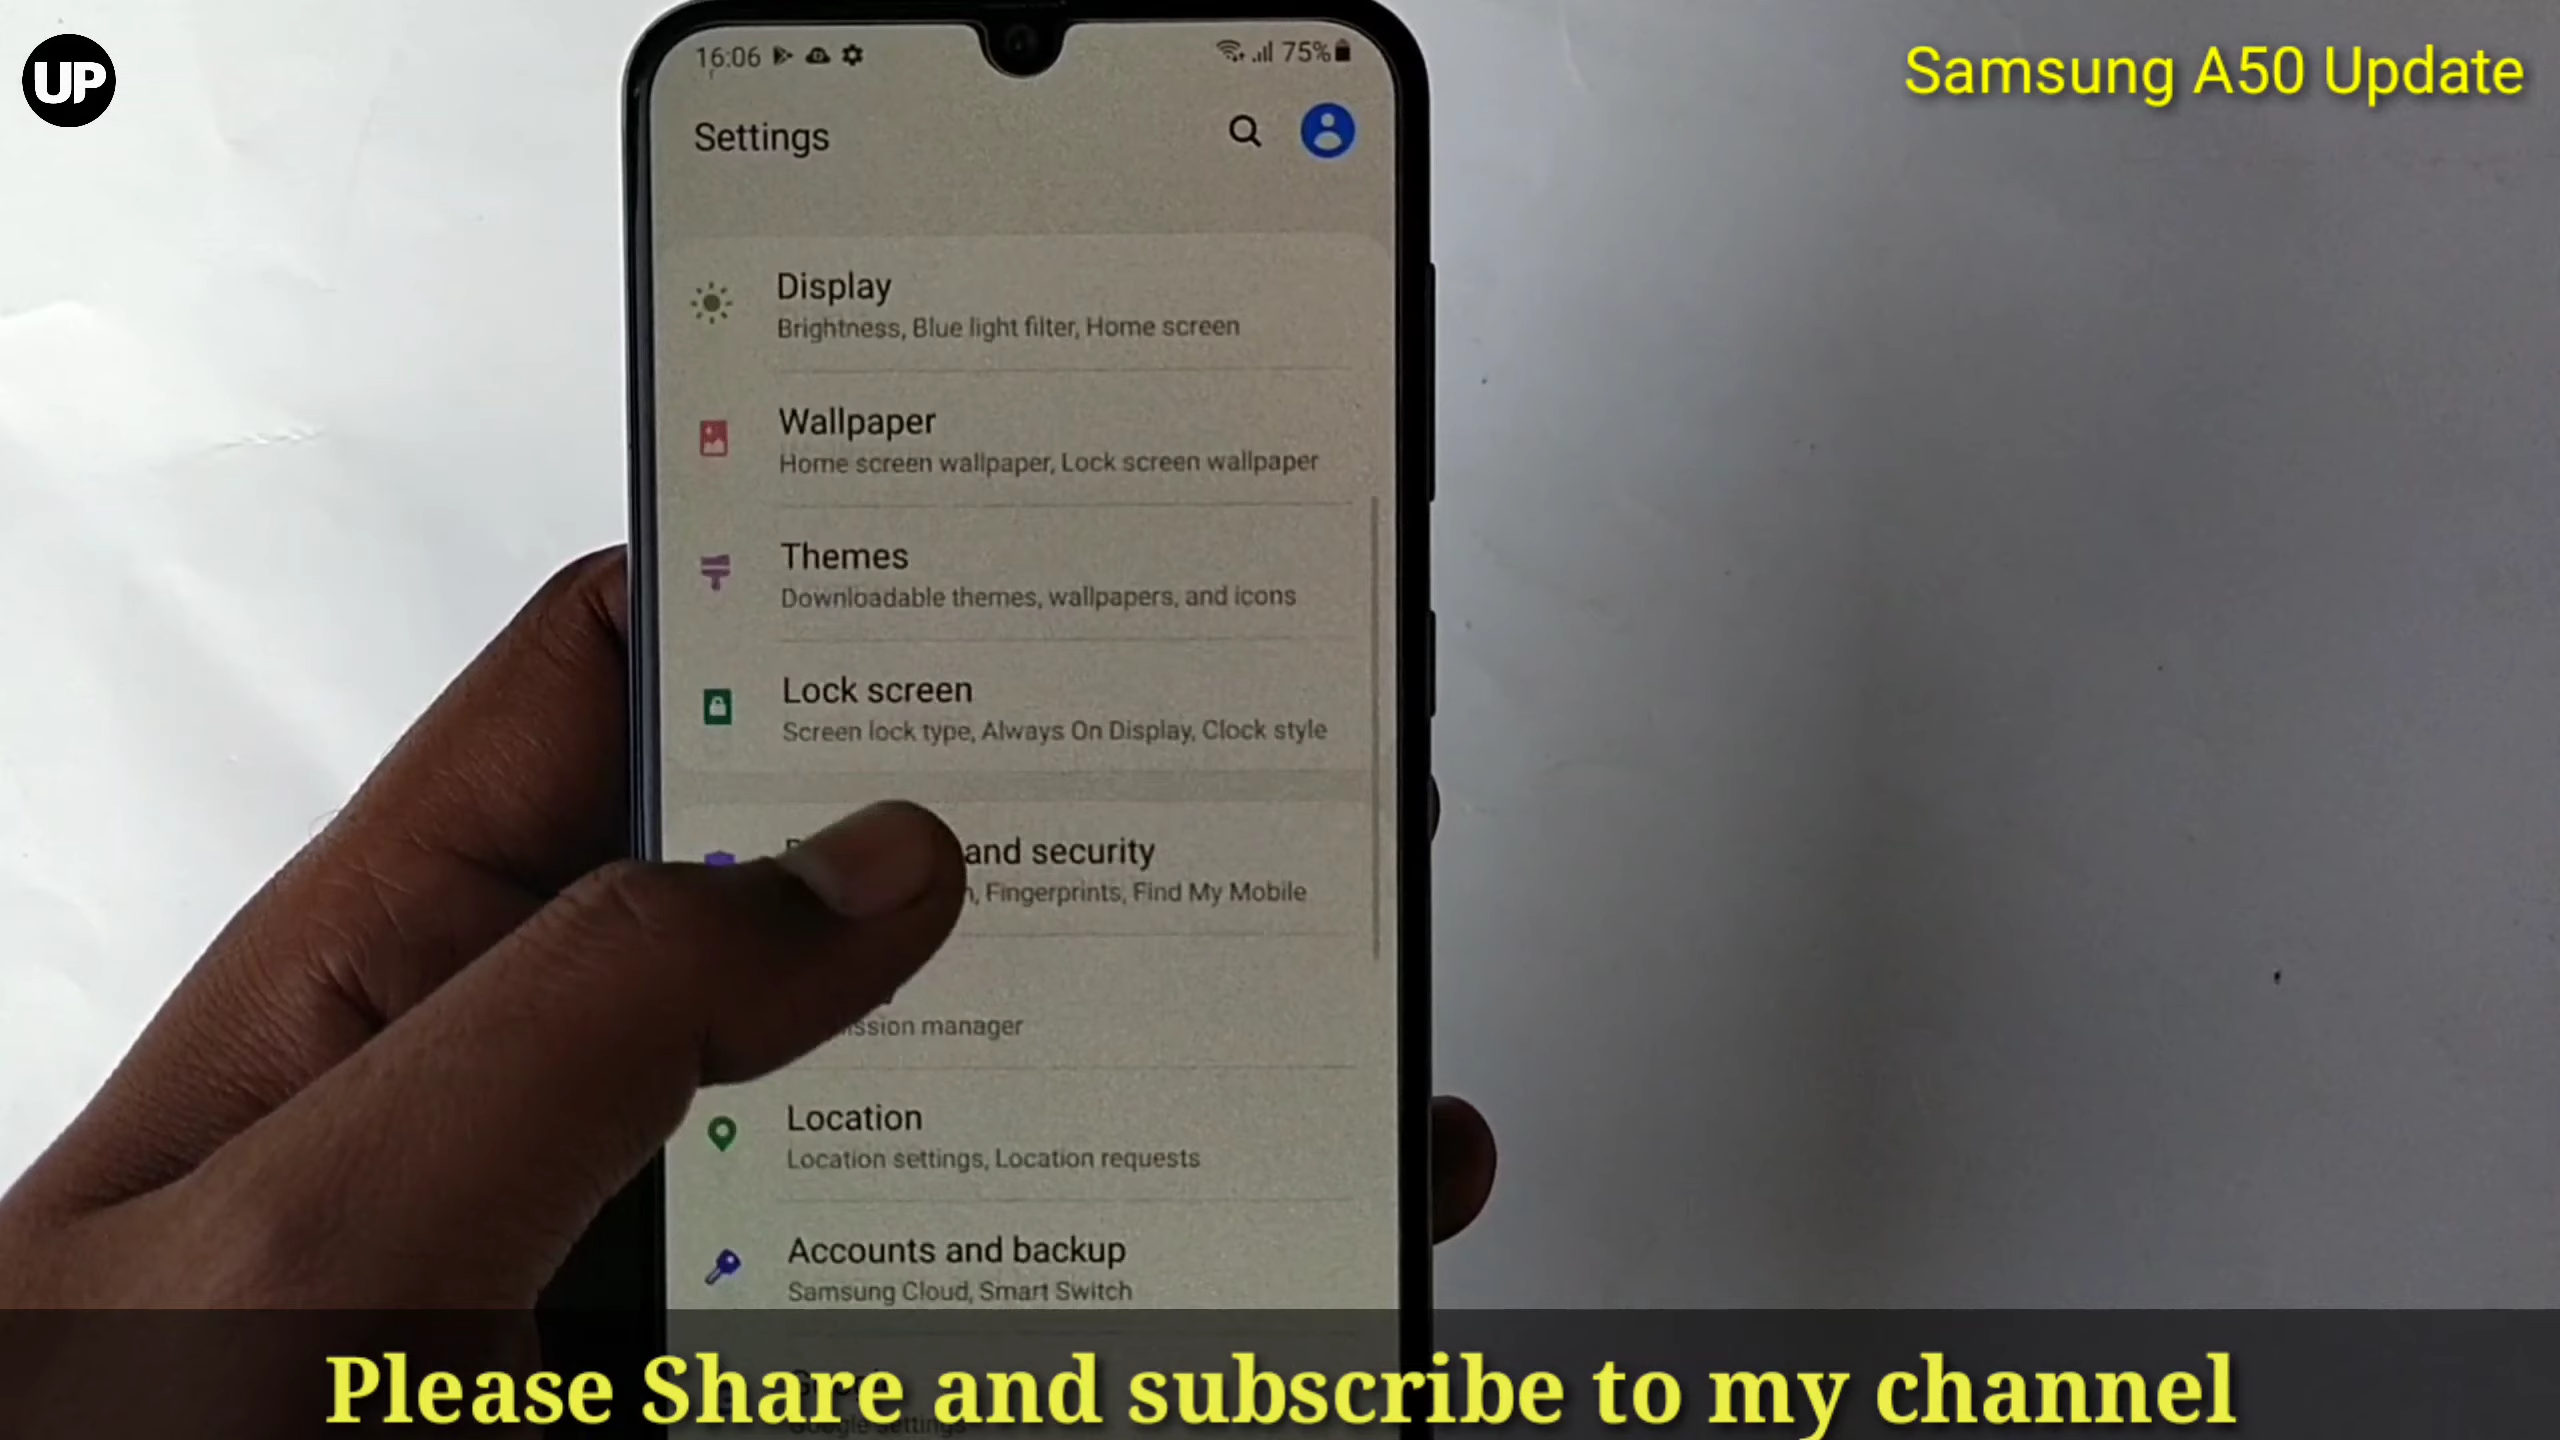 UP
Samsung A50 Update
16:06
75%
Settings
Display
Brightness, Blue light filter, Home screen
Wallpaper
Home screen wallpaper, Lock screen wallpaper
Themes
Downloadable themes, wallpapers, and icons
Lock screen
Screen lock type, Always On Display, Clock style
and security
Fingerprints, Find My Mobile
manager
Location
Location settings, Location requests
Accounts and backup
Samsung Cloud, Smart Switch
Please Share and subscribe to my channel
Google settings